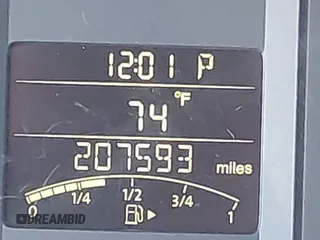 12:01 P
°F
74
207593 miles
0 1/4 1/2 3/4 1
DREAMBID